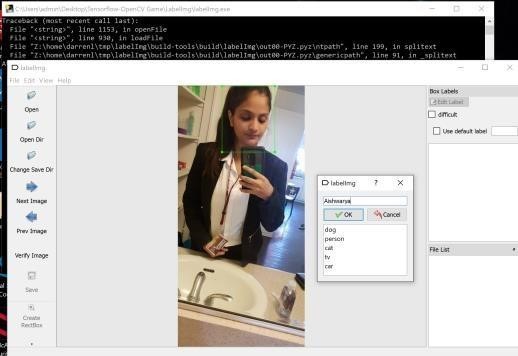 C:\Users\admin\Desktop\Tensorflow-OpenCV Game\LabelImg\labelImg.exe
Traceback (most recent call last):
File "<string>", line 1153, in openFile
File "<string>", line 930, in loadFile
File "Z:\home\darrenl\tmp\labelImg\build-tools\build\labelImg\out00-PYZ.pyz\ntpath", line 199, in splitext
File "Z:\home\darrenl\tmp\labelImg\build-tools\build\labelImg\out00-PYZ.pyz\genericpath", line 91, in _splitext
labelImg
File Edit View Help
Open
Open Dir
Change Save Dir
Next Image
Prev Image
Verify Image
Save
Create
RectBox
labelImg
?
Aishwarya
OK
Cancel
dog
person
cat
tv
car
Box Labels
Edit Label
difficult
Use default label
File List